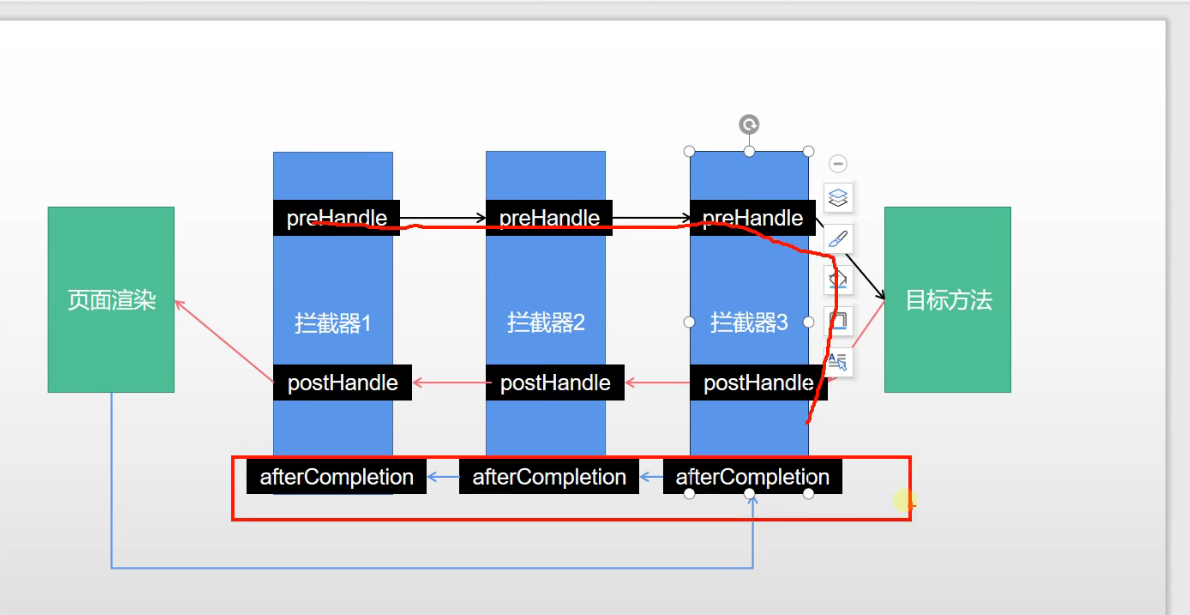 preHandle
preHandle
preHandle
页面渲染
拦截器1
拦截器2
拦截器3
目标方法
postHandle
postHandle
postHandle
afterCompletion
afterCompletion
afterCompletion